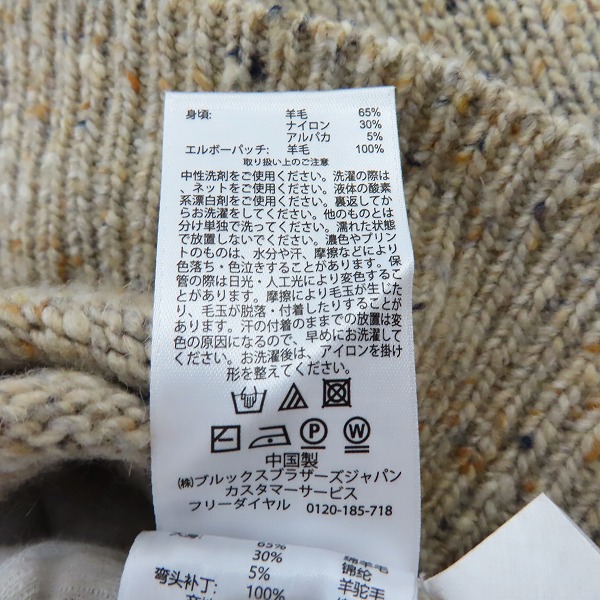 身頃: 羊毛 65%
ナイロン 30%
アルパカ 5%
エルボーパッチ: 羊毛 100%
取り扱い上のご注意
中性洗剤をご使用ください。洗濯の際は
、ネットをご使用ください。液体の酸素
系漂白剤をご使用ください。裏返してか
らお洗濯をしてください。他のものとは
分け単独で洗ってください。濡れた状態
で放置しないでください。濃色やプリン
トのものは、水分や汗、摩擦などにより
色落ち・色泣きすることがあります。保
管の際は日光・人工光により変色するこ
とがあります。摩擦により毛玉が生じた
り、毛玉が脱落・付着したりすることが
あります。汗の付着のままでの放置は変
色の原因になるので、早めにお洗濯して
ください。お洗濯後は、アイロンを掛け
形を整えてください。
P W
中国製
㈱ブルックスブラザーズジャパン
カスタマーサービス
フリーダイヤル 0120-185-718
65% 绵羊毛
30% 锦纶
5% 羊驼毛
弯头补丁: 100%